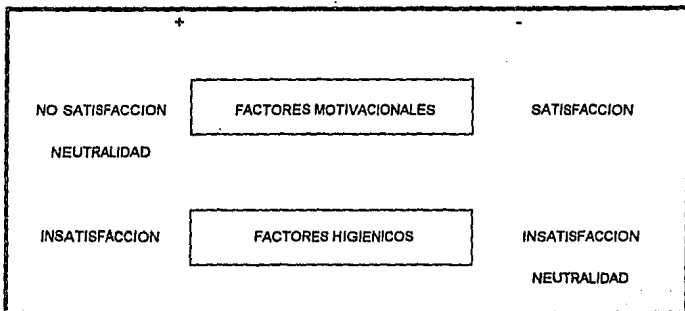 + -
NO SATISFACCION FACTORES MOTIVACIONALES SATISFACCION
NEUTRALIDAD
INSATISFACCION FACTORES HIGIENICOS INSATISFACCION
NEUTRALIDAD